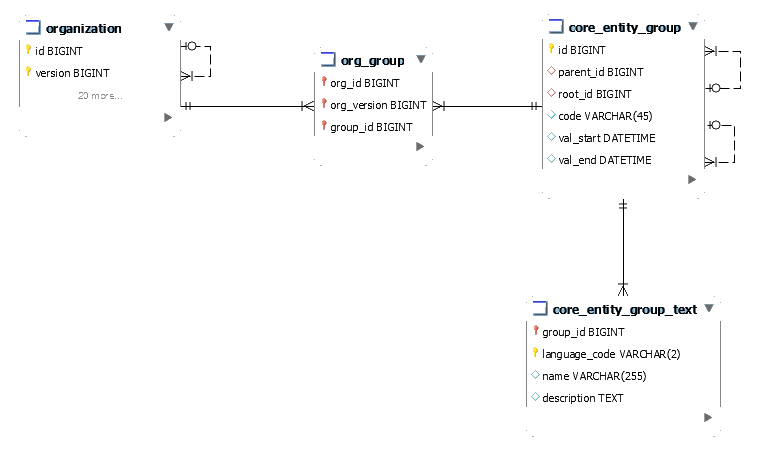 organization
id BIGINT
version BIGINT
20 more...
org_group
org_id BIGINT
org_version BIGINT
group_id BIGINT
core_entity_group
id BIGINT
parent_id BIGINT
root_id BIGINT
code VARCHAR(45)
val_start DATETIME
val_end DATETIME
core_entity_group_text
group_id BIGINT
language_code VARCHAR(2)
name VARCHAR(255)
description TEXT